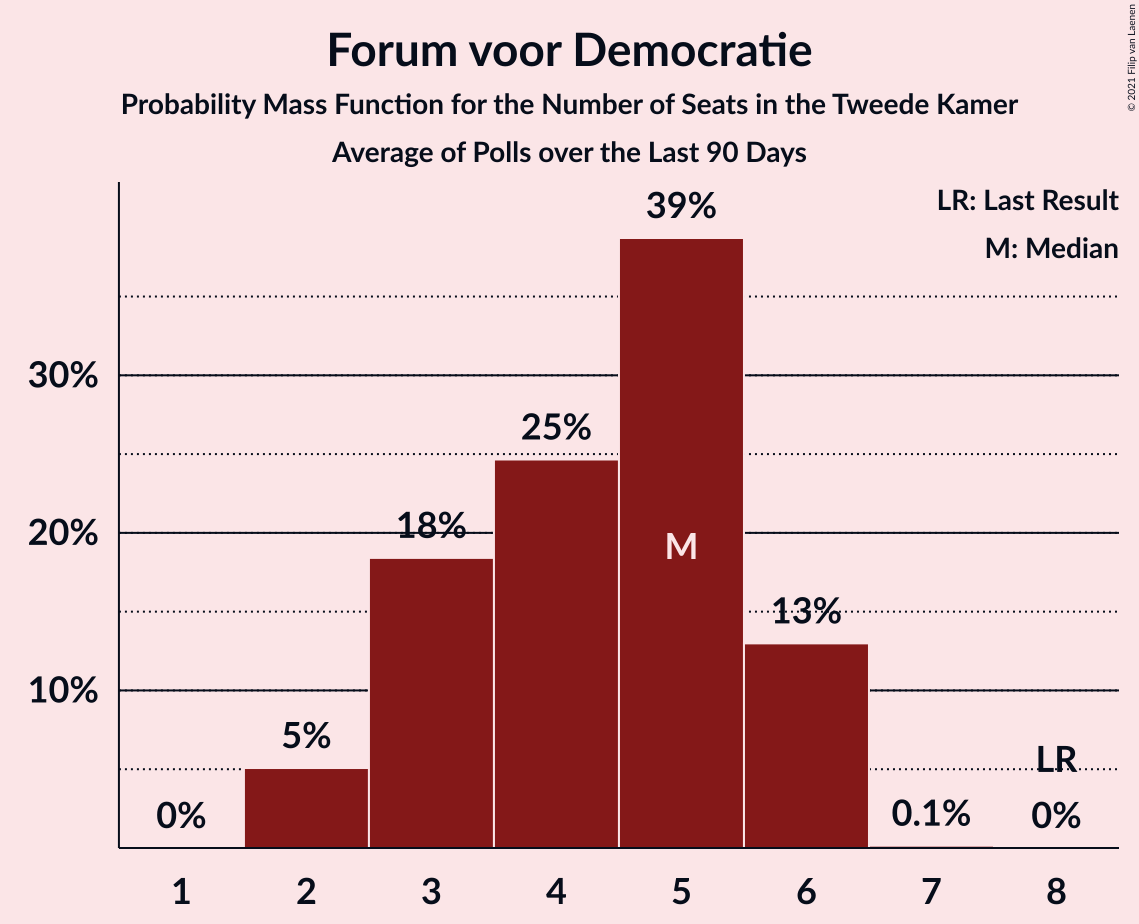 Forum voor Democratie
Probability Mass Function for the Number of Seats in the Tweede Kamer
Average of Polls over the Last 90 Days
© 2021 Filip van Laenen
LR: Last Result
M: Median
39%
30%
25%
20%
18%
M
13%
10%
5%
LR
0%
0.1%
0%
1 2 3 4 5 6 7 8